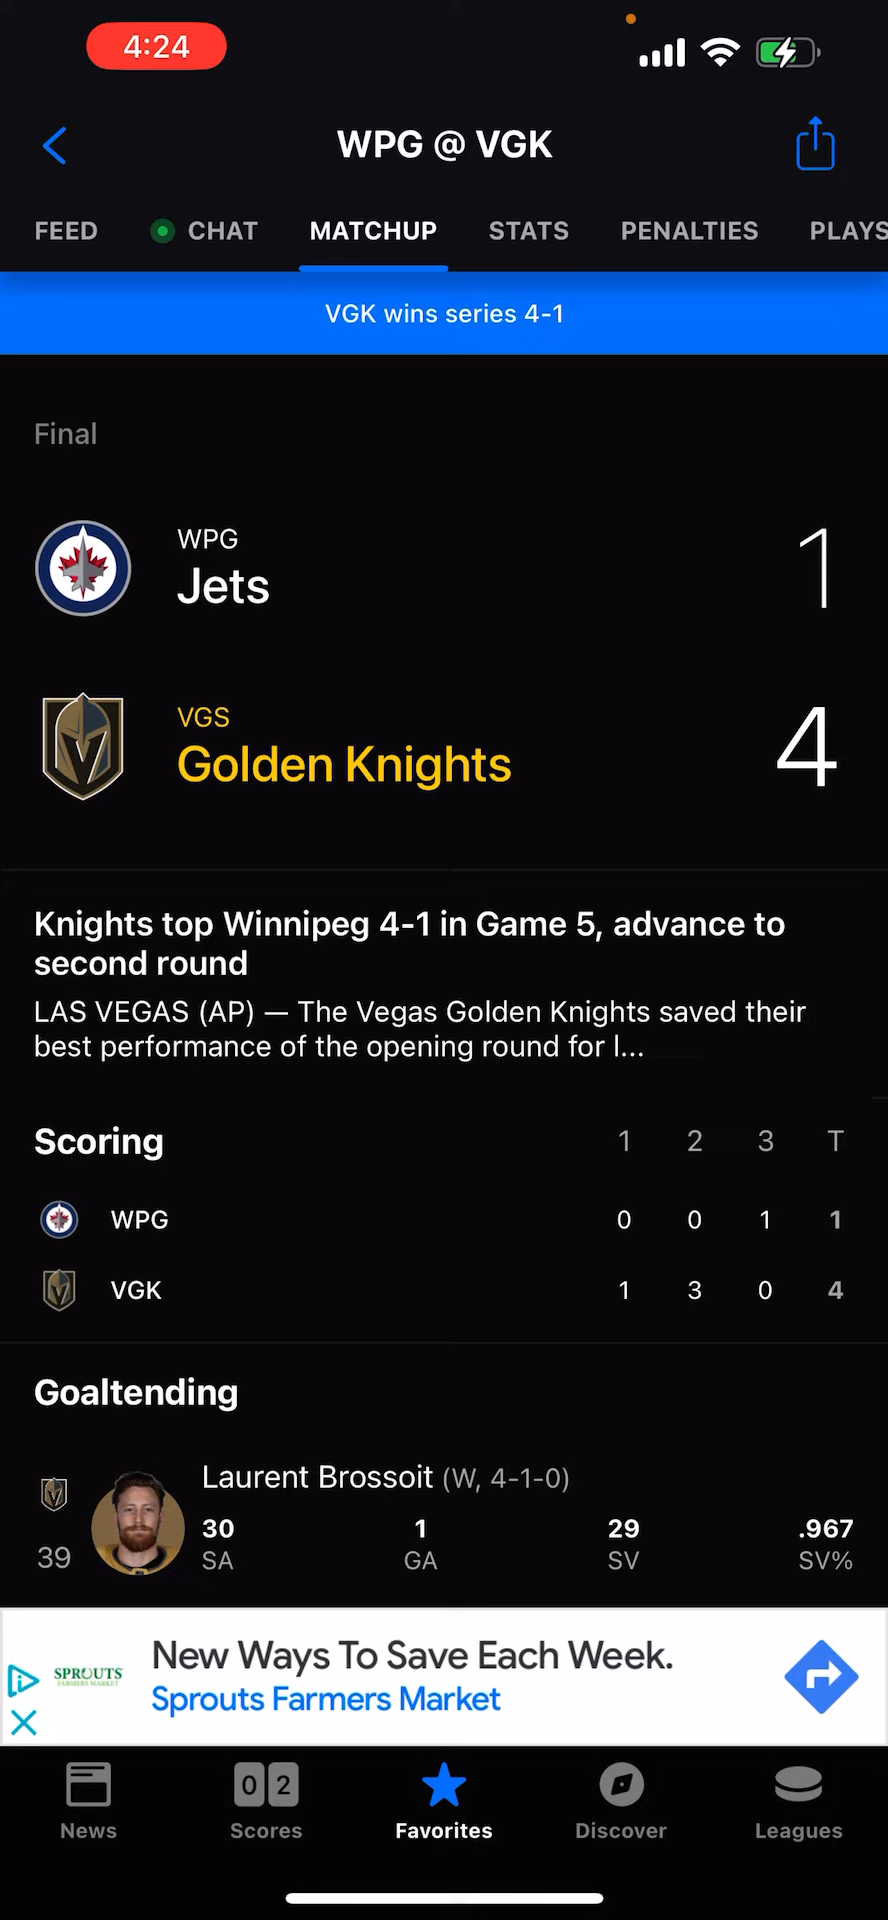 4:24
WPG @ VGK
FEED CHAT MATCHUP STATS PENALTIES PLAYS
VGK wins series 4-1
Final
WPG
Jets
1
VGS
Golden Knights
4
Knights top Winnipeg 4-1 in Game 5, advance to
second round
LAS VEGAS (AP) — The Vegas Golden Knights saved their
best performance of the opening round for l...
Scoring 1 2 3 T
WPG 0 0 1 1
VGK 1 3 0 4
Goaltending
Laurent Brossoit (W, 4-1-0)
39
30 1 29 .967
SA GA SV SV%
New Ways To Save Each Week.
SPROUTS
FARMERS MARKET
Sprouts Farmers Market
0 2
News Scores Favorites Discover Leagues